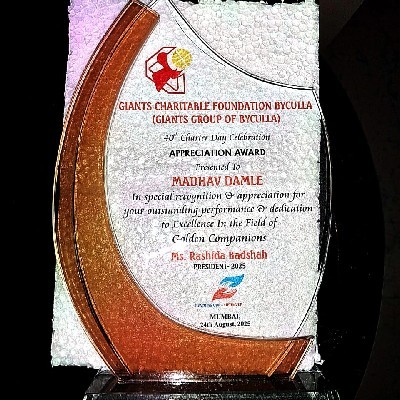 GIANTS CHARITABLE FOUNDATION BYCULLA
(GIANTS GROUP OF BYCULLA)
40th Charter Day Celebration
APPRECIATION AWARD
Presented To
MADHAV DAMLE
In special recognition & appreciation for
your outstanding performance & dedication
to Excellence In the Field of
Golden Companions
Ms. Rashida Badshah
PRESIDENT- 2025
MUMBAI
24th August, 2025